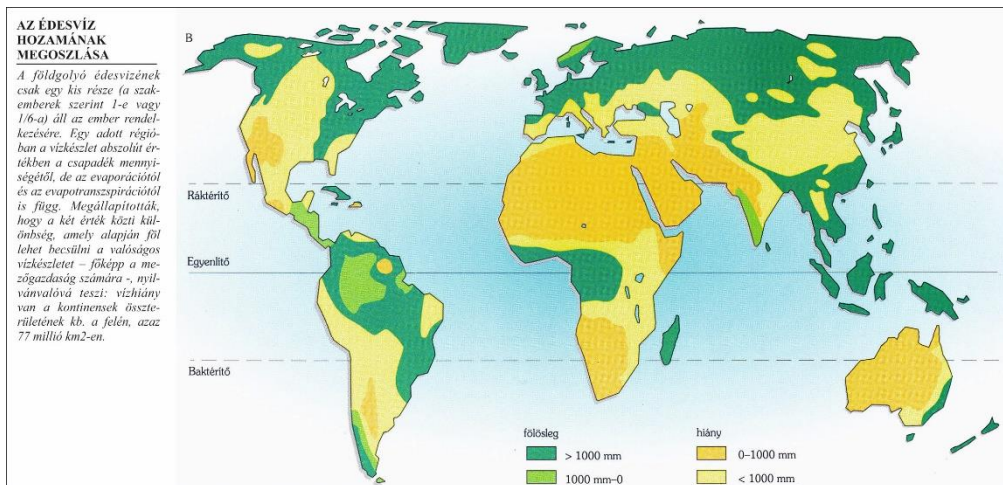 AZ ÉDESVÍZ
HOZAMÁNAK
MEGOSZLÁSA
A földgolyó édesvizének
csak egy kis része (a szak-
emberek szerint 1-e vagy
1/6-a) áll az ember rendel-
kezésére. Egy adott régió-
ban a vízkészlet abszolút ér-
tékben a csapadék mennyi-
ségétől, de az evaporációtól
és az evapotranszspirációtól
is függ. Megállapították,
hogy a két érték közti kü-
lönbség, amely alapján föl
lehet becsülni a valóságos
vízkészletet – főképp a me-
zőgazdaság számára -, nyil-
vánvalóvá teszi: vízhiány
van a kontinensek összte-
rületének kb. a felén, azaz
77 millió km2-en.
B
Ráktérítő
Egyenlítő
Baktérítő
fölösleg
> 1000 mm
1000 mm–0
hiány
0–1000 mm
< 1000 mm